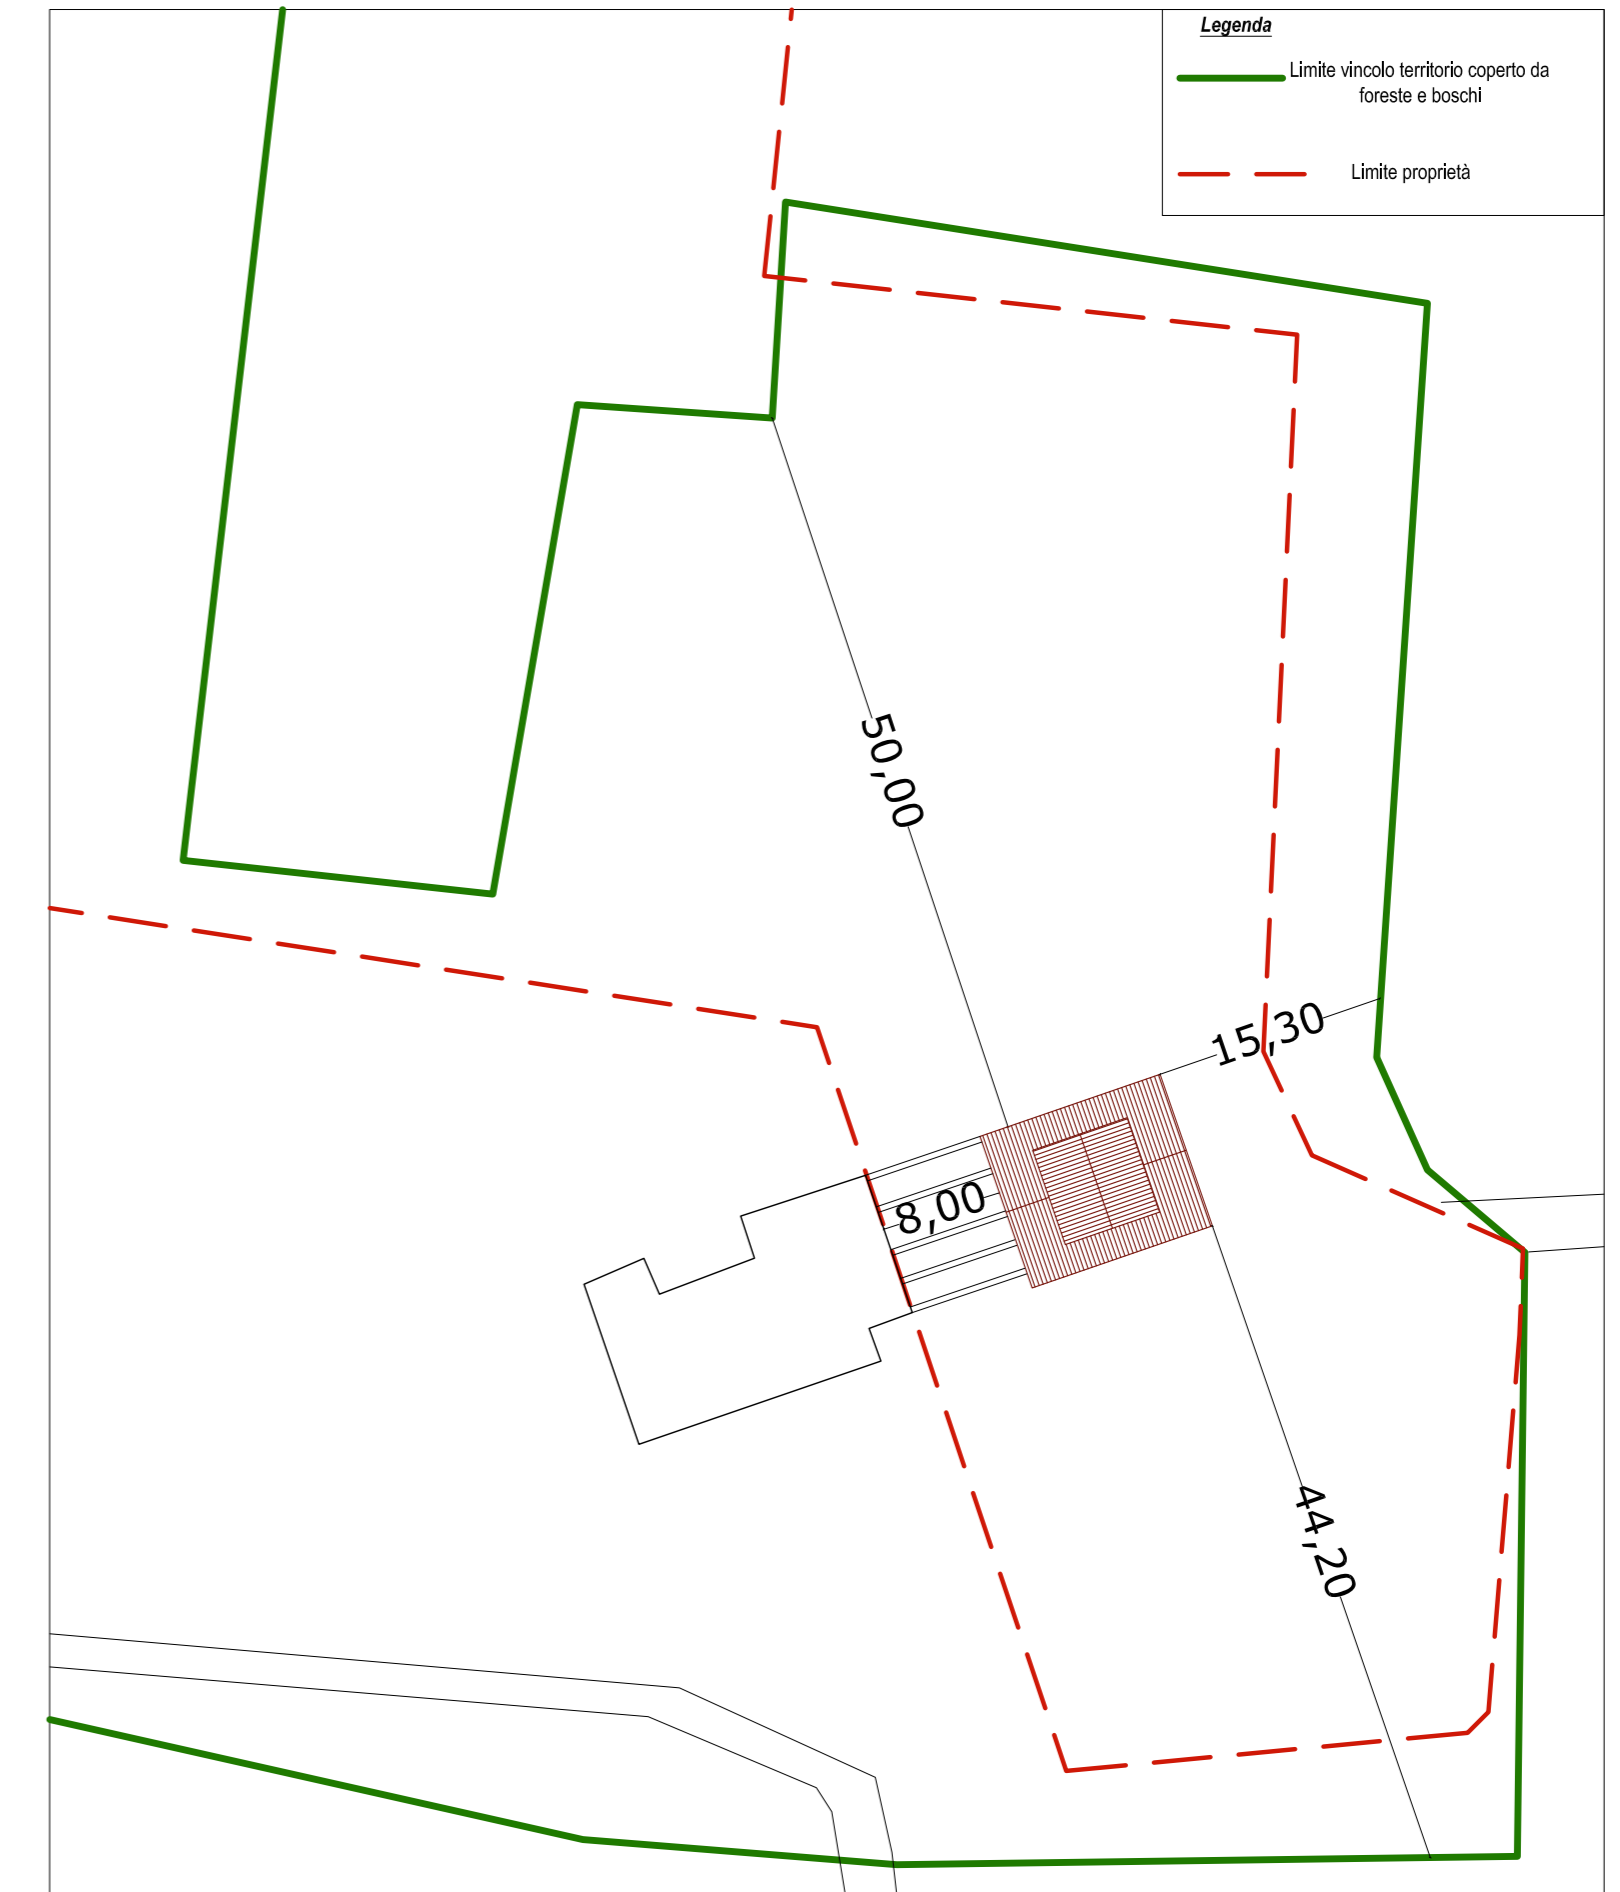 Legenda
Limite vincolo territorio coperto da
foreste e boschi
Limite proprietà
50,00
15,30
8,00
44,20